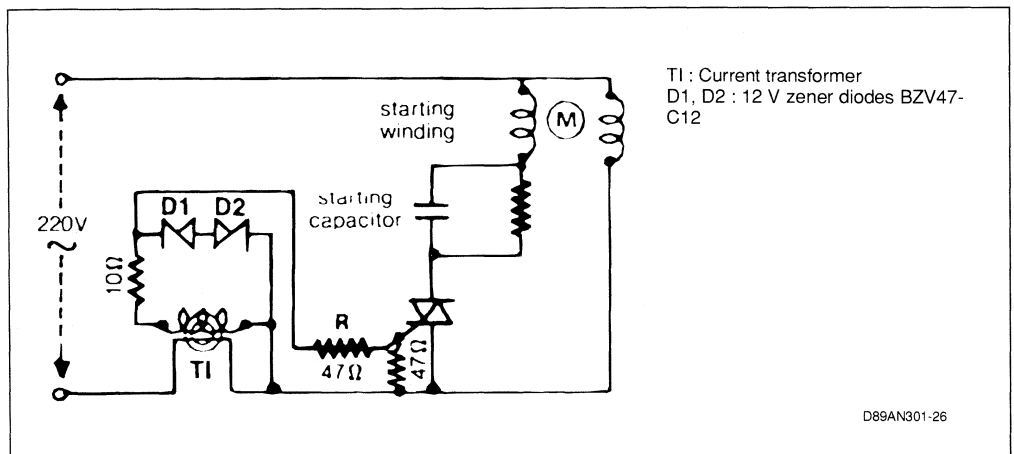 TI : Current transformer
D1, D2 : 12 V zener diodes BZV47-
C12
starting
winding
M
starting
capacitor
D1 D2
220V
~
10Ω
R
47Ω
47Ω
TI
D89AN301-26